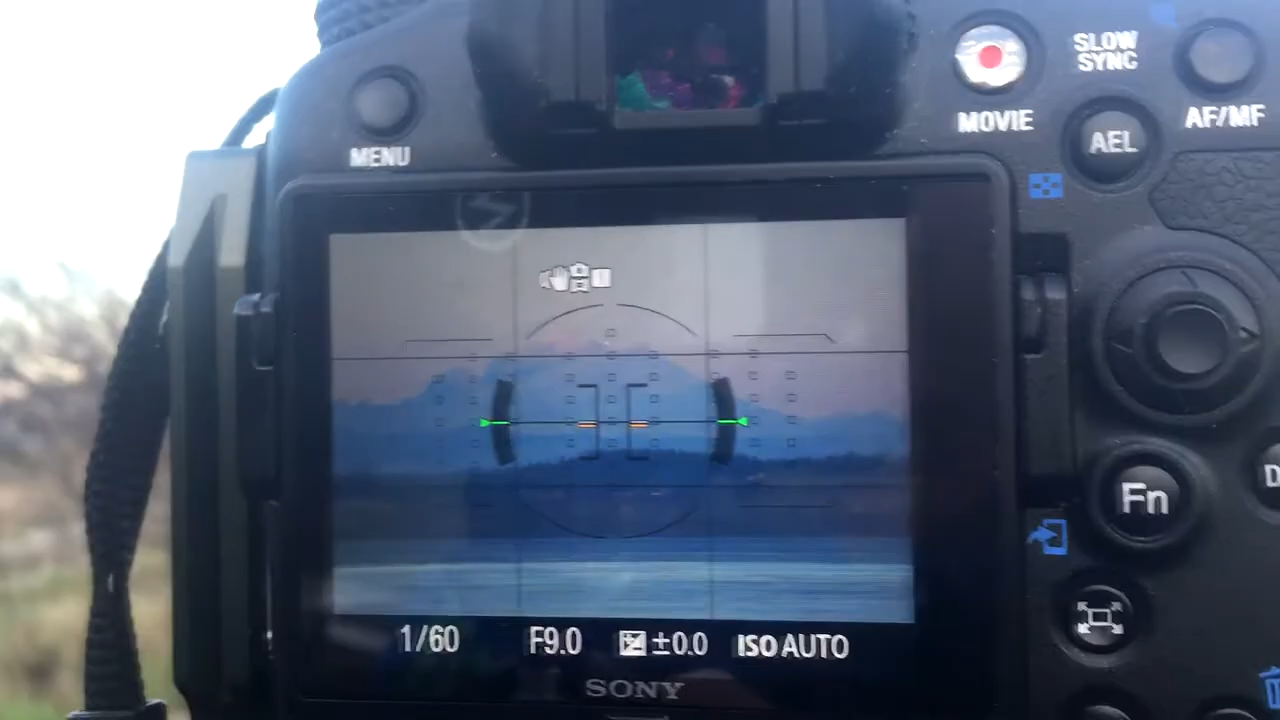 SLOW
SYNC
MOVIE
AF/MF
AEL
MENU
Fn
D
1/60 F9.0 ±0.0 ISO AUTO
SONY